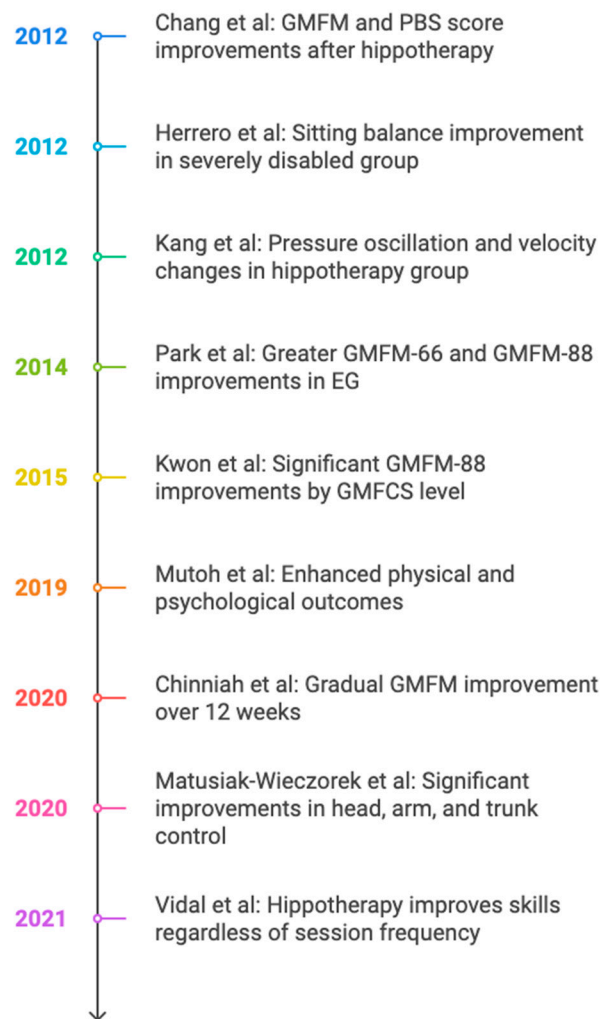 2012
Chang et al: GMFM and PBS score
improvements after hippotherapy
2012
Herrero et al: Sitting balance improvement
in severely disabled group
2012
Kang et al: Pressure oscillation and velocity
changes in hippotherapy group
2014
Park et al: Greater GMFM-66 and GMFM-88
improvements in EG
2015
Kwon et al: Significant GMFM-88
improvements by GMFCS level
2019
Mutoh et al: Enhanced physical and
psychological outcomes
2020
Chinniah et al: Gradual GMFM improvement
over 12 weeks
2020
Matusiak-Wieczorek et al: Significant
improvements in head, arm, and trunk
control
2021
Vidal et al: Hippotherapy improves skills
regardless of session frequency